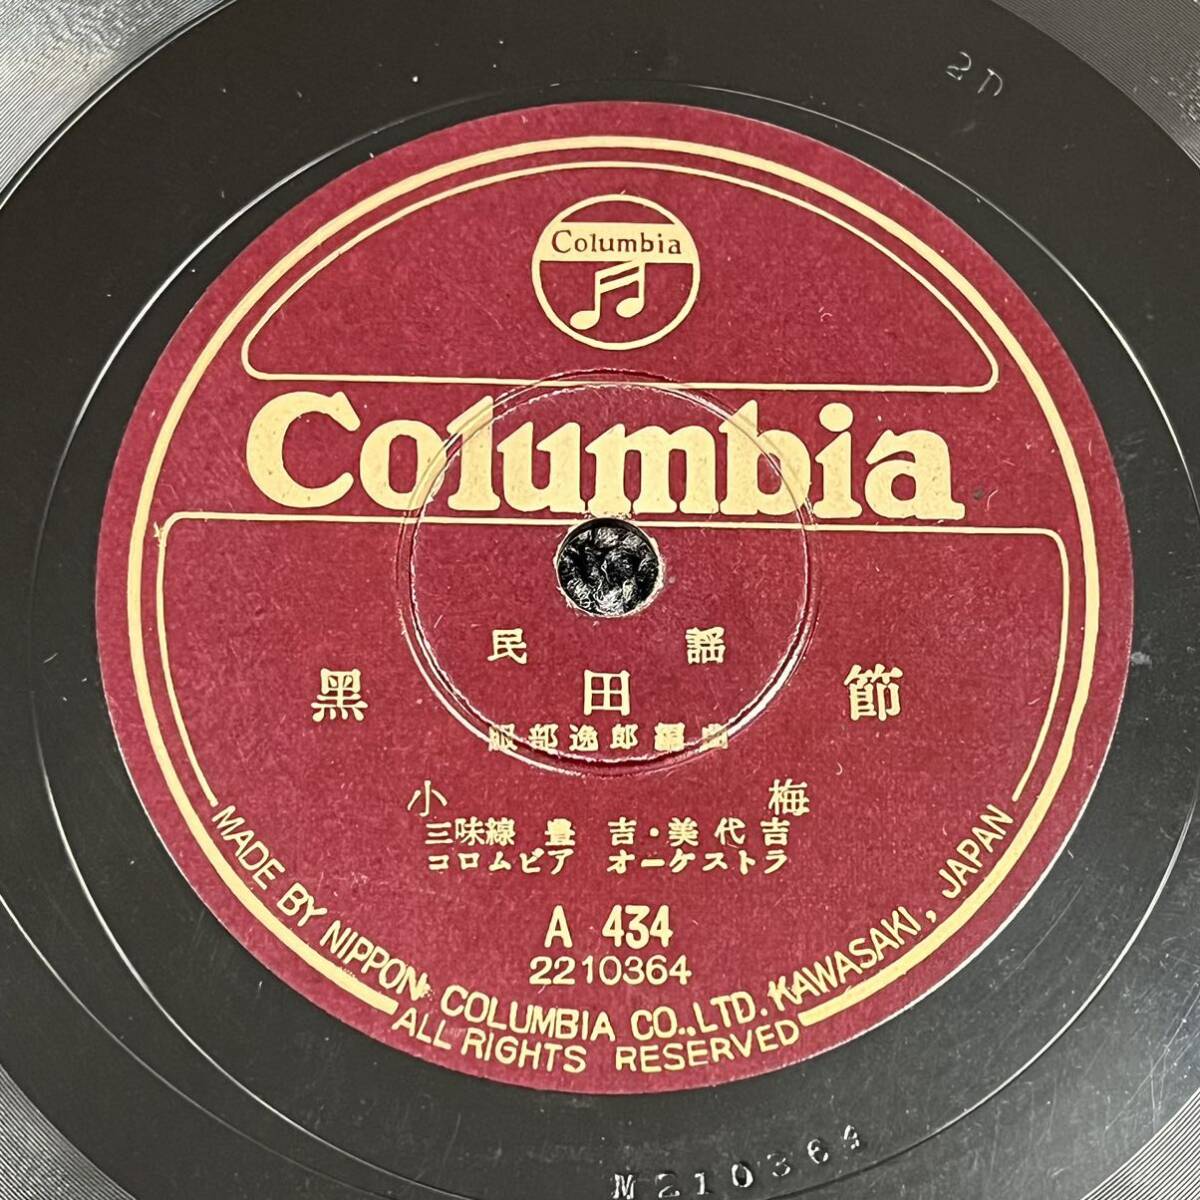 2D
Columbia
Columbia
民謡
黒田節
服部逸郎編曲
小梅
三味線 豊吉・美代吉
コロムビア オーケストラ
A 434
2210364
MADE BY NIPPON COLUMBIA CO.,LTD. KAWASAKI, JAPAN
ALL RIGHTS RESERVED
M210364